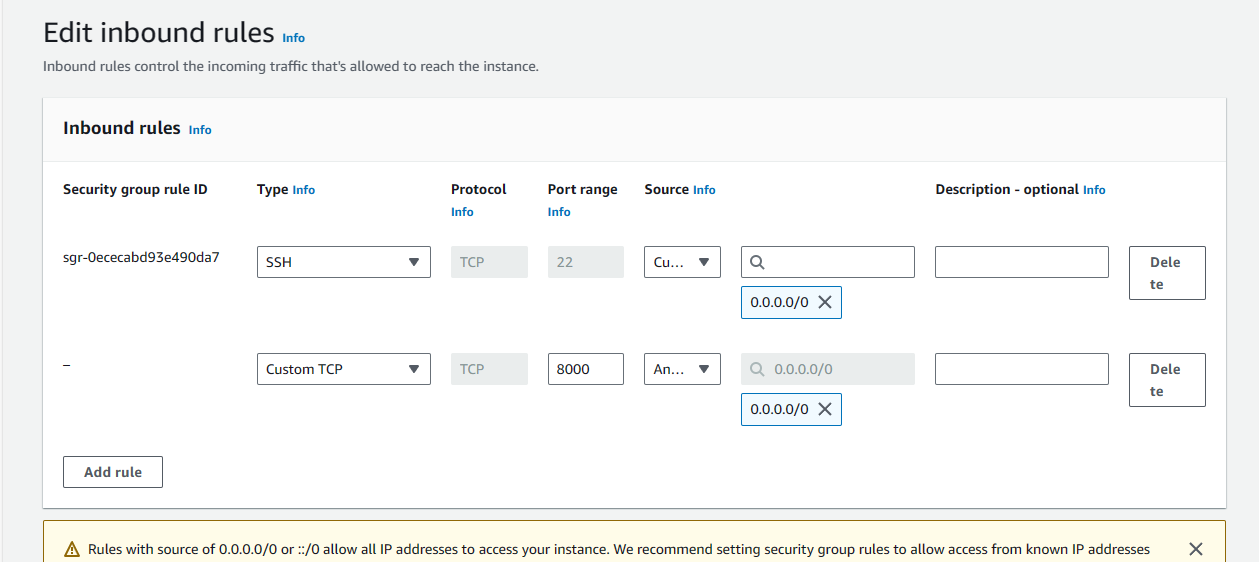 Edit inbound rules Info
Inbound rules control the incoming traffic that's allowed to reach the instance.
Inbound rules Info
Security group rule ID Type Info Protocol Info Port range Info Source Info Description - optional Info
sgr-0ececabd93e490da7 SSH TCP 22 Cu... Dele
te
0.0.0.0/0
– Custom TCP TCP 8000 An... 0.0.0.0/0 Dele
te
0.0.0.0/0
Add rule
Rules with source of 0.0.0.0/0 or ::/0 allow all IP addresses to access your instance. We recommend setting security group rules to allow access from known IP addresses